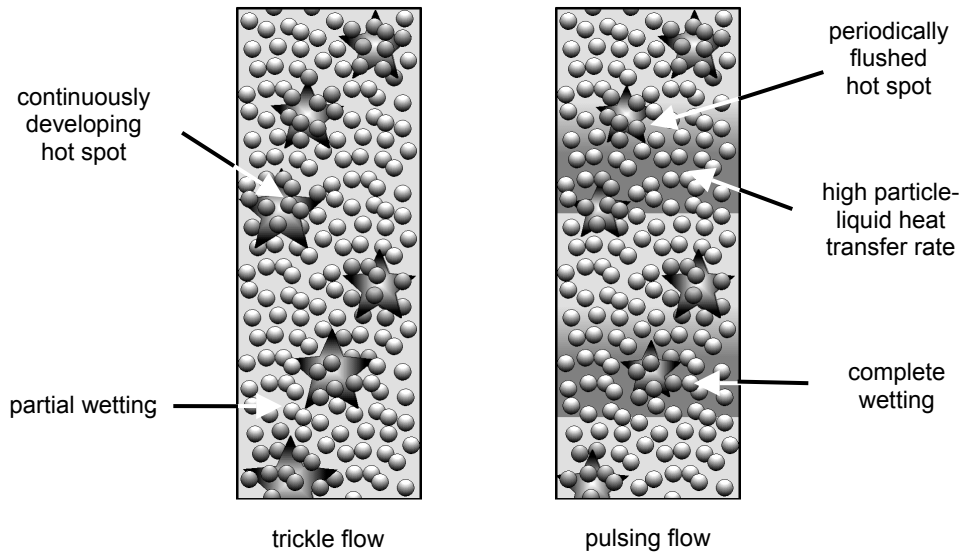 continuously
developing
hot spot
partial wetting
trickle flow
periodically
flushed
hot spot
high particle-
liquid heat
transfer rate
complete
wetting
pulsing flow